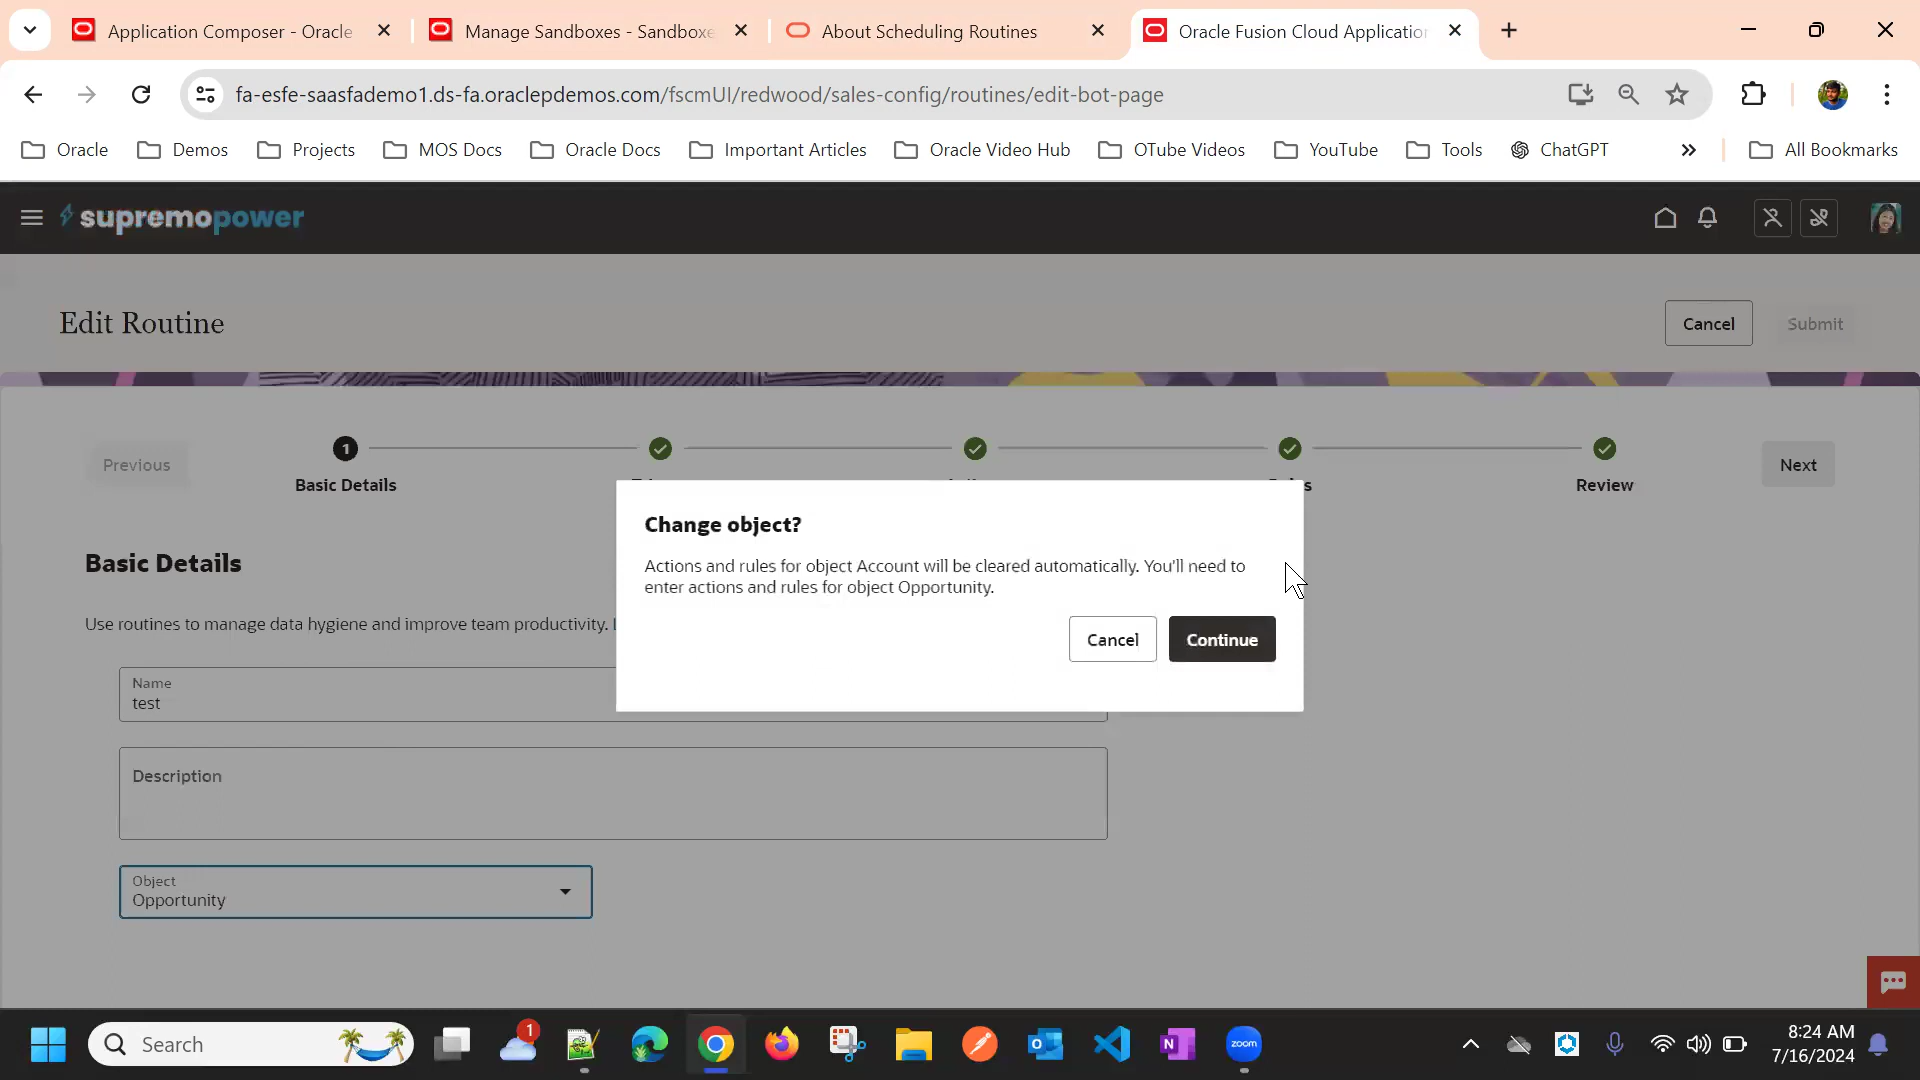 Application Composer - Oracle
Manage Sandboxes - Sandboxe
About Scheduling Routines
Oracle Fusion Cloud Application
fa-esfe-saasfademo1.ds-fa.oraclepdemos.com/fscmUI/redwood/sales-config/routines/edit-bot-page
Oracle
Demos
Projects
MOS Docs
Oracle Docs
Important Articles
Oracle Video Hub
OTube Videos
YouTube
Tools
ChatGPT
All Bookmarks
supremopower
Edit Routine
Cancel
Submit
Previous
1
Basic Details
Review
Next
Change object?
Actions and rules for object Account will be cleared automatically. You'll need to
enter actions and rules for object Opportunity.
Cancel
Continue
Basic Details
Use routines to manage data hygiene and improve team productivity.
Name
test
Description
Object
Opportunity
Search
1
zoom
8:24 AM
7/16/2024